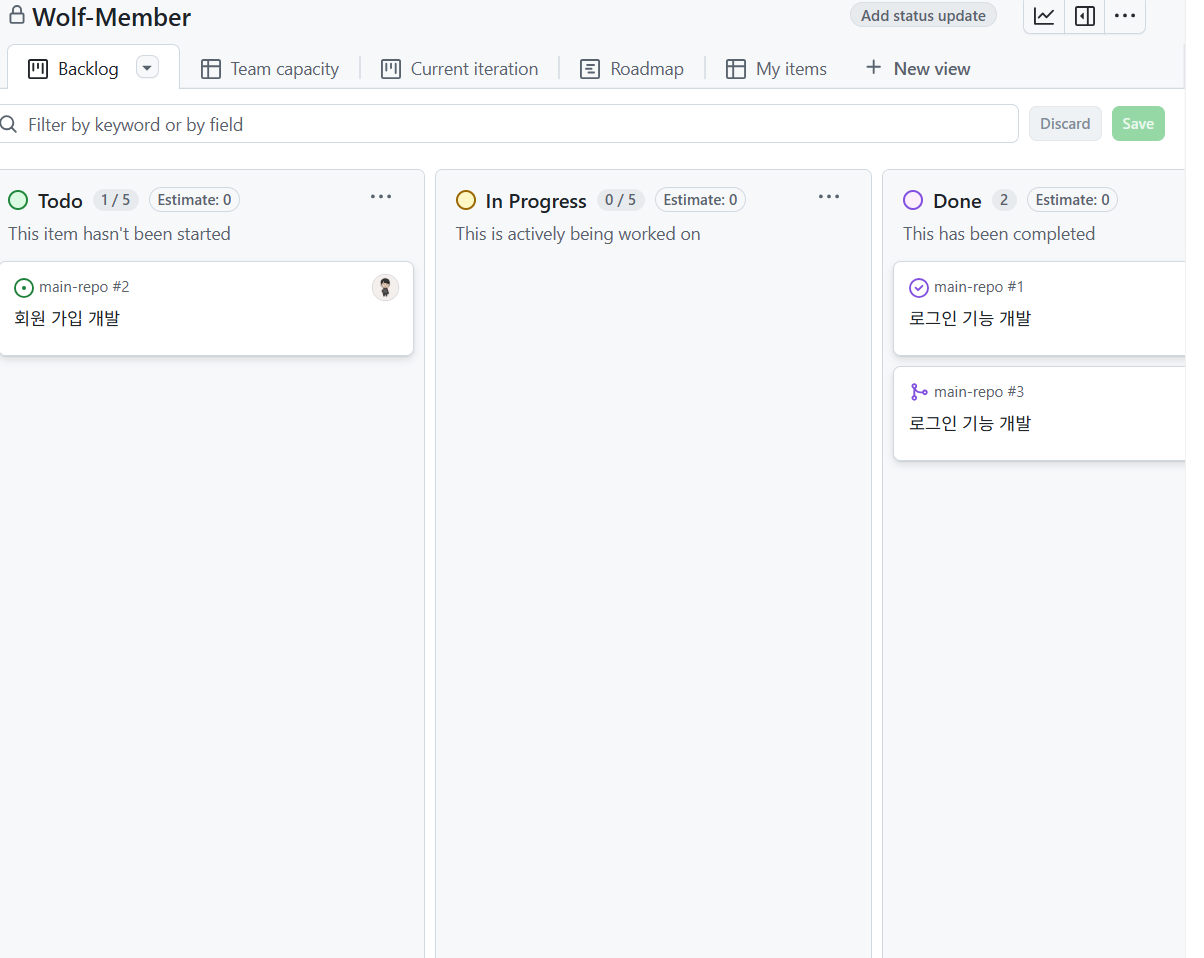 Wolf-Member
Add status update
Backlog
Team capacity
Current iteration
Roadmap
My items
New view
Filter by keyword or by field
Discard
Save
Todo 1 / 5 Estimate: 0
This item hasn't been started
main-repo #2
회원 가입 개발
In Progress 0 / 5 Estimate: 0
This is actively being worked on
Done 2 Estimate: 0
This has been completed
main-repo #1
로그인 기능 개발
main-repo #3
로그인 기능 개발